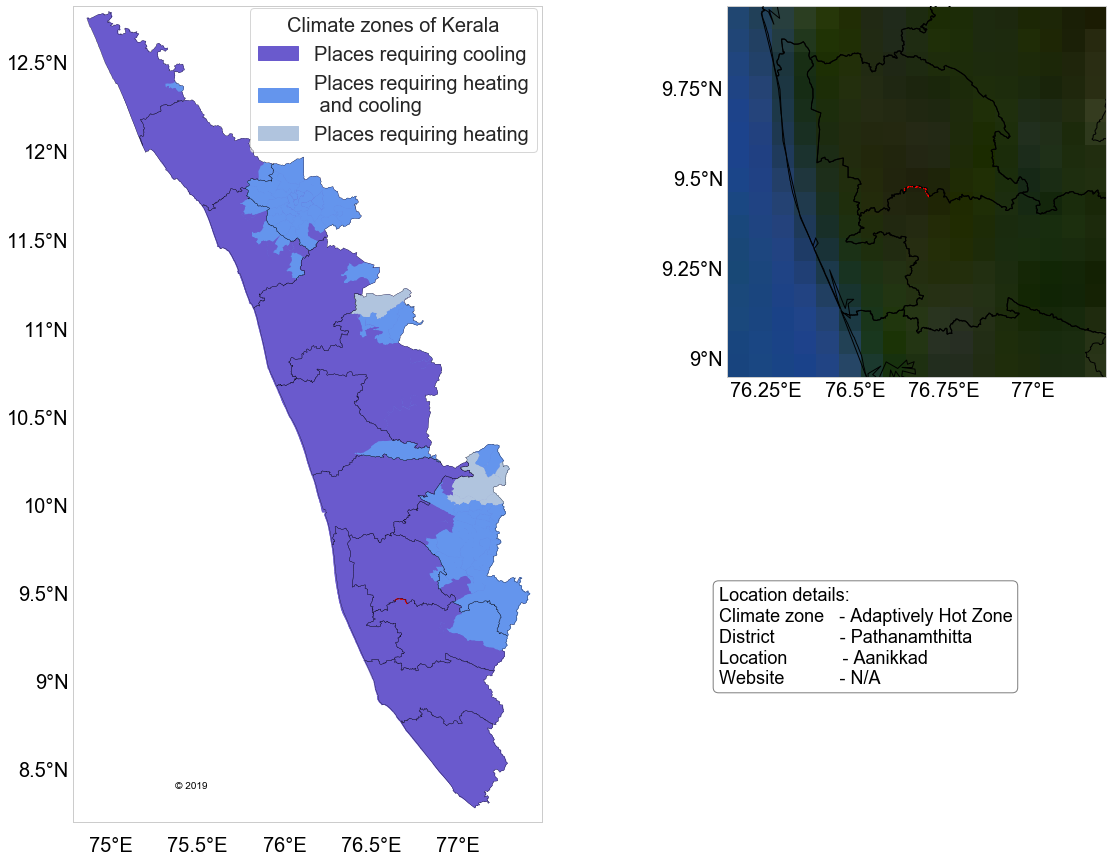 Climate zones of Kerala
Places requiring cooling
Places requiring heating
and cooling
Places requiring heating
12.5°N
12°N
11.5°N
11°N
10.5°N
10°N
9.5°N
9°N
8.5°N
© 2019
75°E 75.5°E 76°E 76.5°E 77°E
9.75°N
9.5°N
9.25°N
9°N
76.25°E 76.5°E 76.75°E 77°E
Location details:
Climate zone - Adaptively Hot Zone
District - Pathanamthitta
Location - Aanikkad
Website - N/A